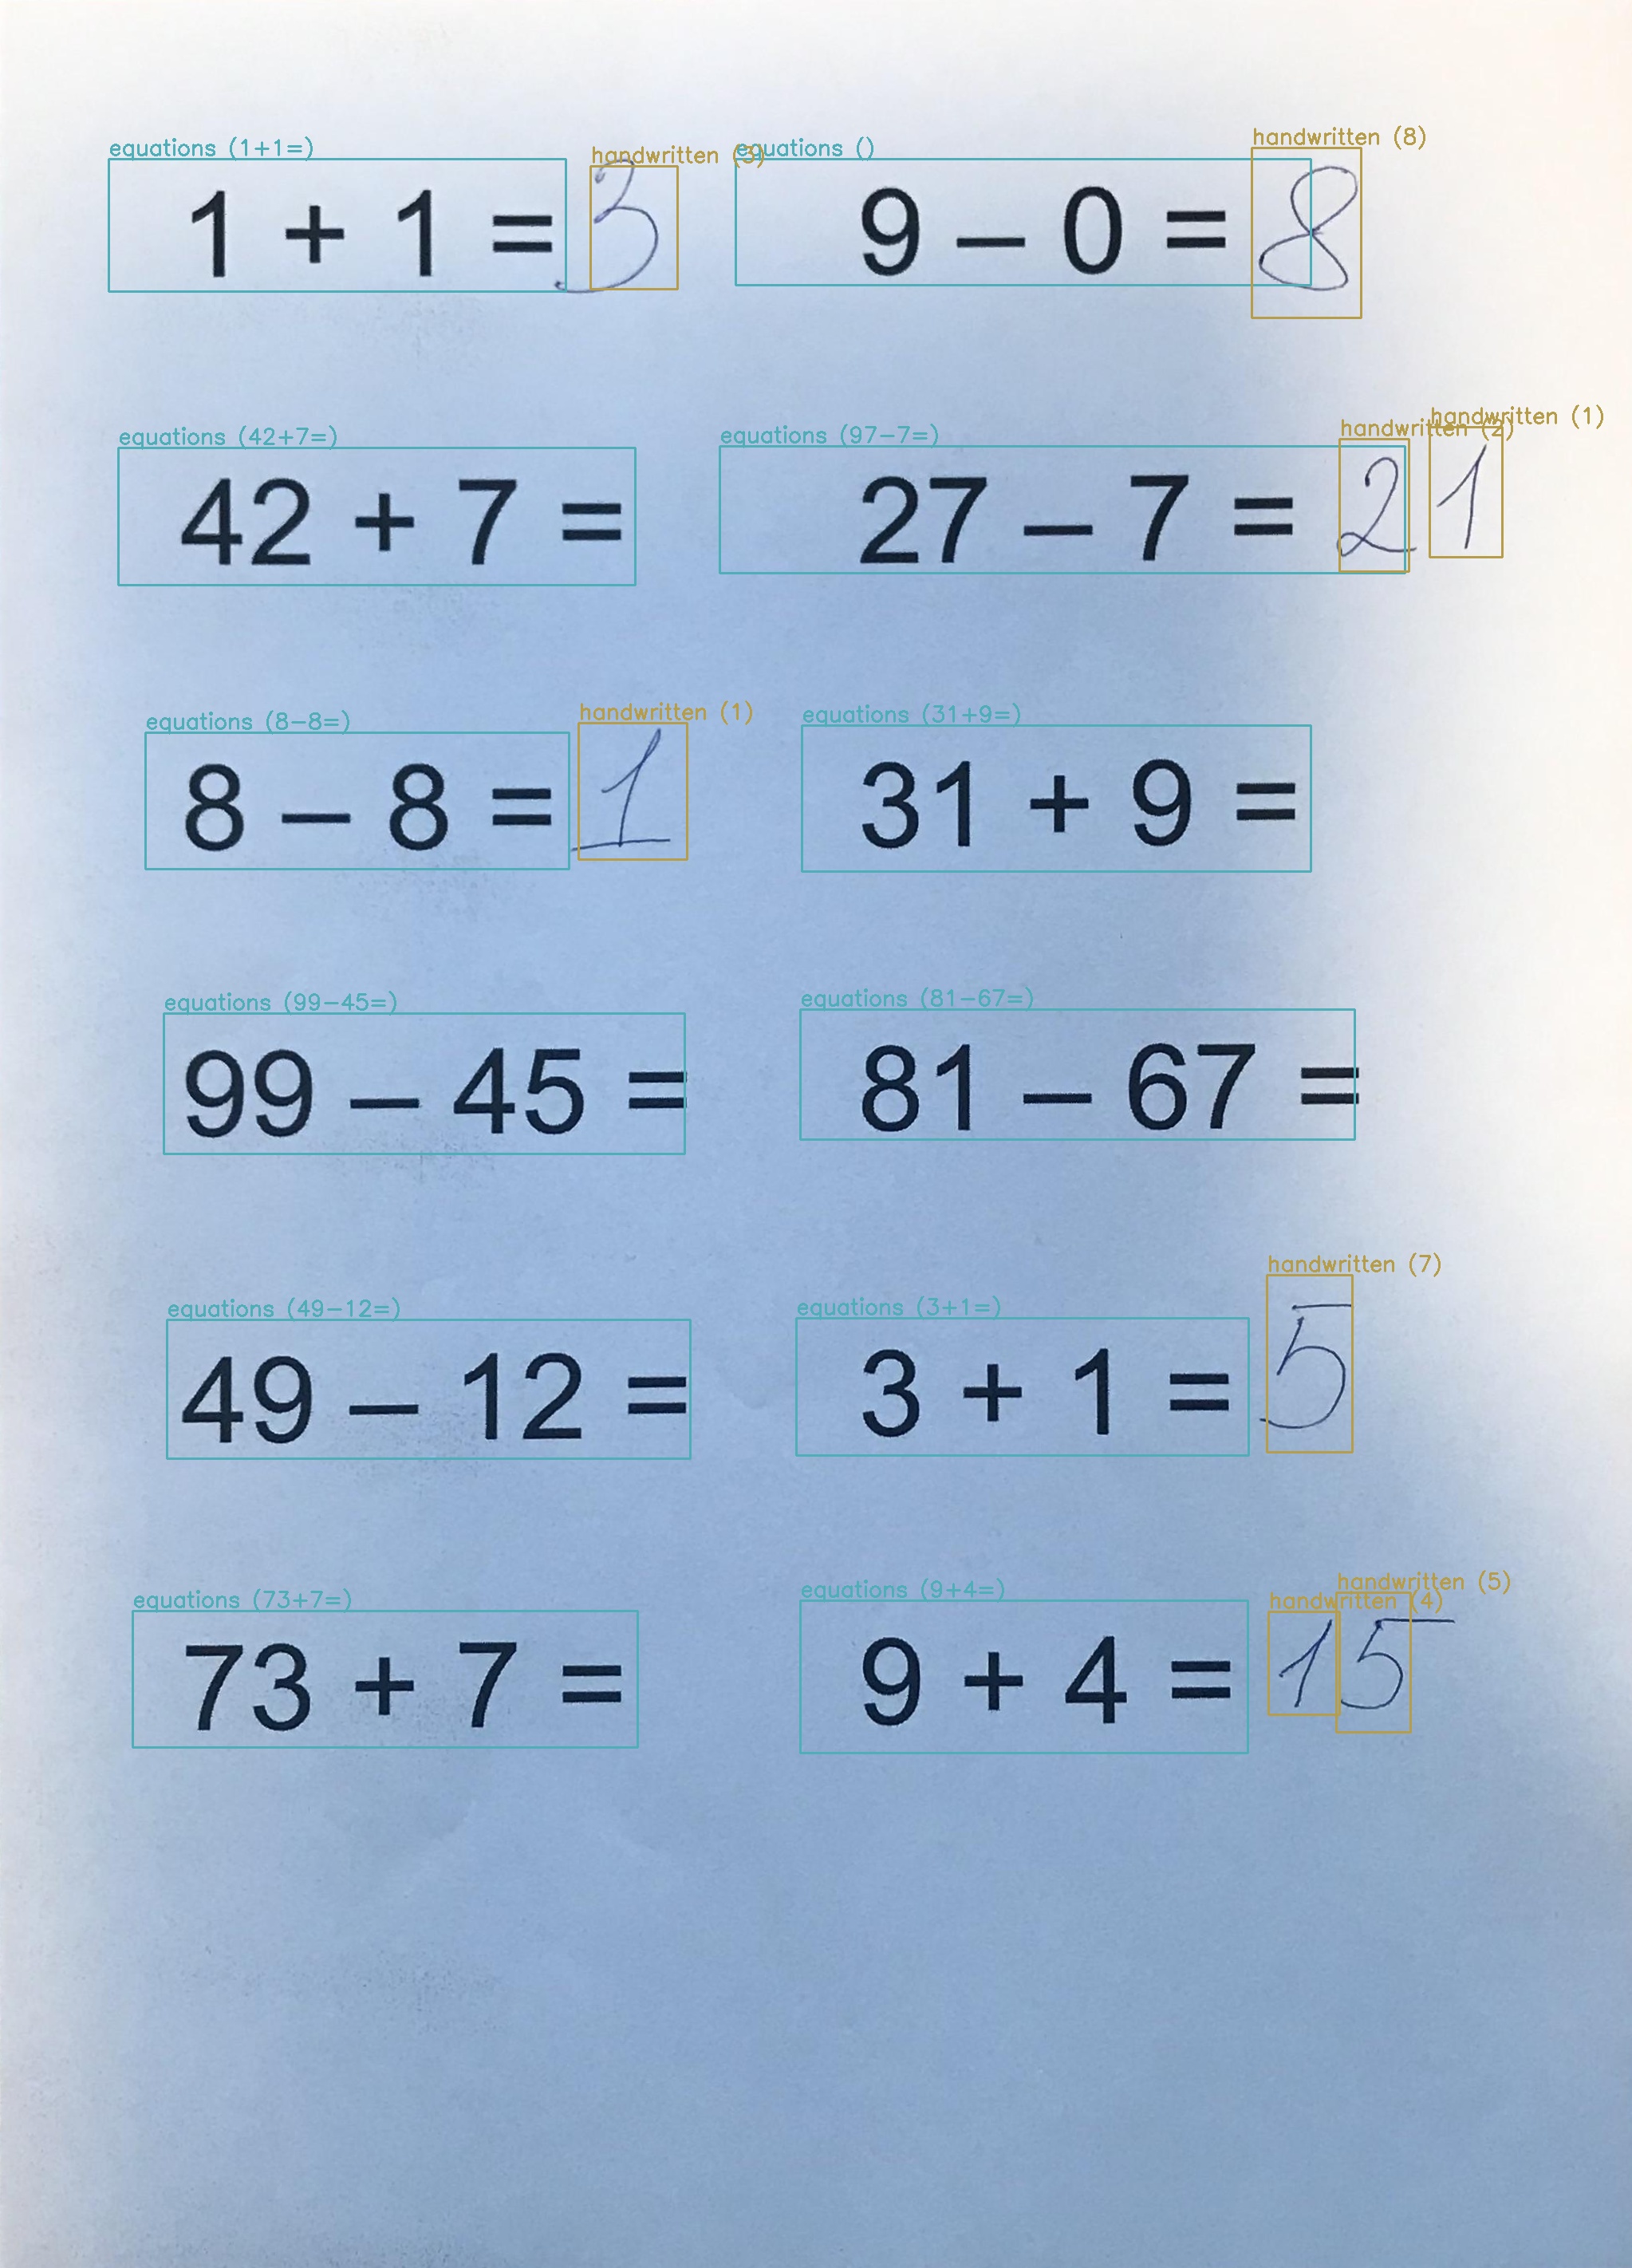 equations (1+1=) handwritten (3) equations () handwritten (8)
1 + 1 = 3 9 – 0 = 8
equations (42+7=) equations (97-7=) handwritten (2) handwritten (1)
42 + 7 = 27 – 7 = 21
equations (8-8=) handwritten (1) equations (31+9=)
8 – 8 = 1 31 + 9 =
equations (99-45=) equations (81-67=)
99 – 45 = 81 – 67 =
equations (49-12=) equations (3+1=) handwritten (7)
49 – 12 = 3 + 1 = 5
equations (73+7=) equations (9+4=) handwritten (4) handwritten (5)
73 + 7 = 9 + 4 = 15